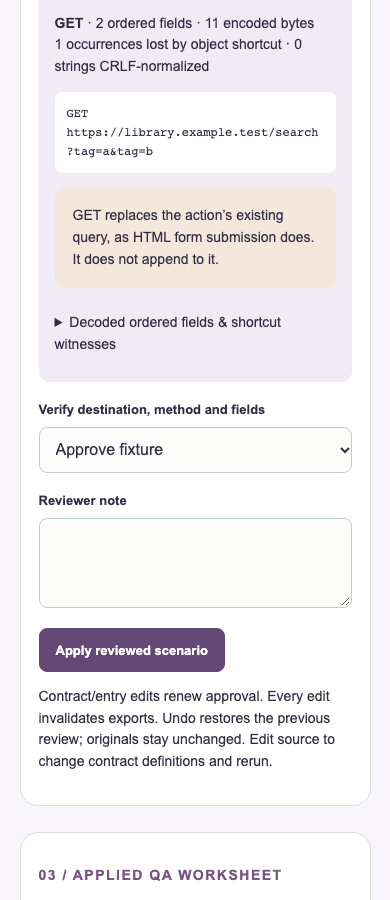 GET · 2 ordered fields · 11 encoded bytes
1 occurrences lost by object shortcut · 0
strings CRLF-normalized
GET
https://library.example.test/search
?tag=a&tag=b
GET replaces the action’s existing
query, as HTML form submission does.
It does not append to it.
▶ Decoded ordered fields & shortcut
witnesses
Verify destination, method and fields
Approve fixture
Reviewer note
Apply reviewed scenario
Contract/entry edits renew approval. Every edit
invalidates exports. Undo restores the previous
review; originals stay unchanged. Edit source to
change contract definitions and rerun.
03 / APPLIED QA WORKSHEET